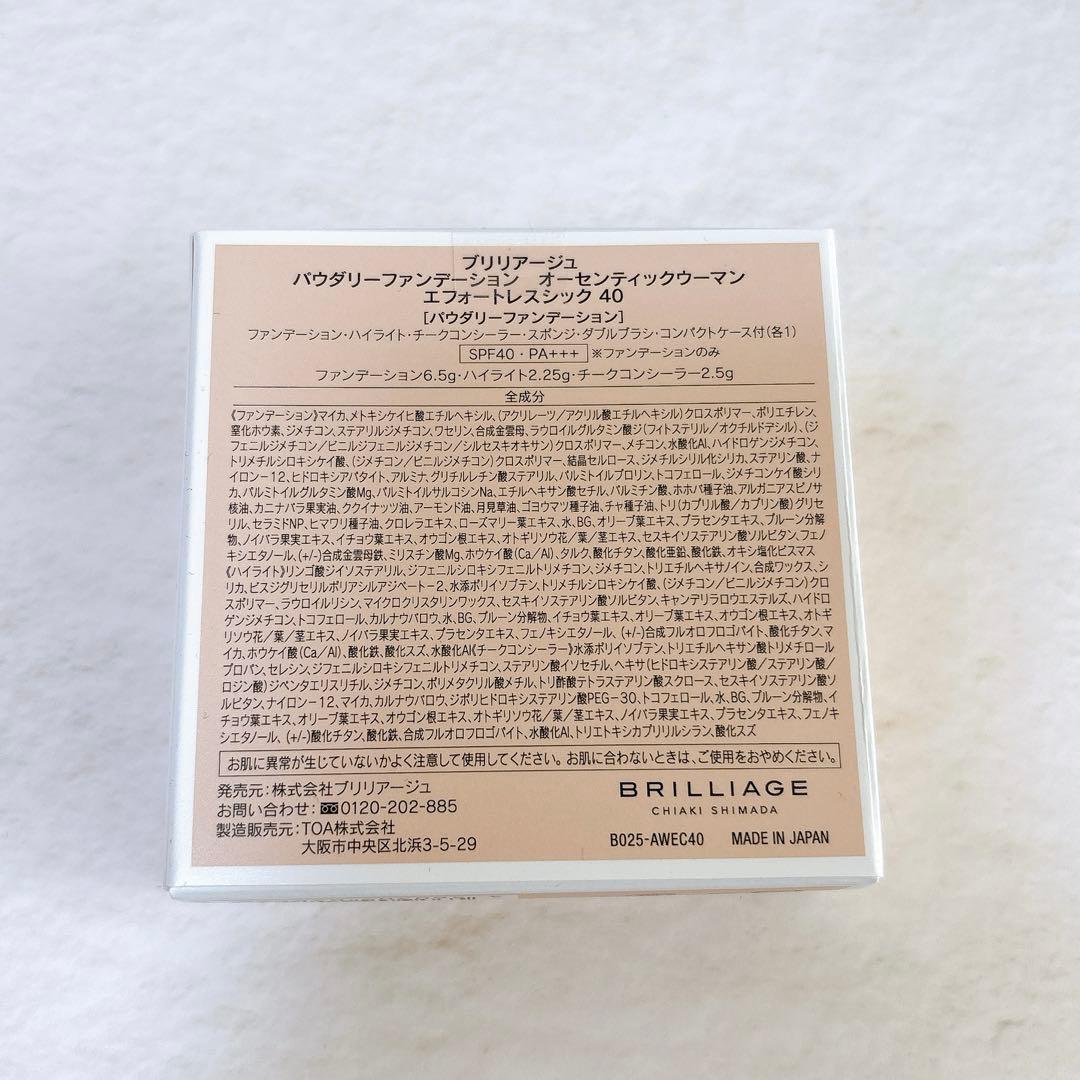 ブリリアージュ
パウダリーファンデーション　オーセンティックウーマン
エフォートレスシック 40
[パウダリーファンデーション]
ファンデーション・ハイライト・チークコンシーラー・スポンジ・ダブルブラシ・コンパクトケース付(各1)
SPF40・PA+++ ※ファンデーションのみ
ファンデーション6.5g・ハイライト2.25g・チークコンシーラー2.5g
全成分
《ファンデーション》マイカ、メトキシケイヒ酸エチルヘキシル、(アクリレーツ／アクリル酸エチルヘキシル)クロスポリマー、ポリエチレン、
窒化ホウ素、ジメチコン、ステアリルジメチコン、ワセリン、合成金雲母、ラウロイルグルタミン酸ジ(フィトステリル／オクチルドデシル)、(ジ
フェニルジメチコン／ビニルジフェニルジメチコン／シルセスキオキサン)クロスポリマー、メチコン、水酸化Al、ハイドロゲンジメチコン、
トリメチルシロキシケイ酸、(ジメチコン／ビニルジメチコン)クロスポリマー、結晶セルロース、ジメチルシリル化シリカ、ステアリン酸、ナ
イロン-12、ヒドロキシアパタイト、アルミナ、グリチルレチン酸ステアリル、パルミトイルプロリン、トコフェロール、ジメチコンケイ酸シリ
カ、パルミトイルグルタミン酸Mg、パルミトイルサルコシンNa、エチルヘキサン酸セチル、パルミチン酸、ホホバ種子油、アルガニアスピノサ
核油、カニナバラ果実油、ククイナッツ油、アーモンド油、月見草油、ゴヨウマツ種子油、チャ種子油、トリ(カプリル酸／カプリン酸)グリセ
リル、セラミドNP、ヒマワリ種子油、クロレラエキス、ローズマリー葉エキス、水、BG、オリーブ葉エキス、プラセンタエキス、プルーン分解
物、ノイバラ果実エキス、イチョウ葉エキス、オウゴン根エキス、オトギリソウ花／葉／茎エキス、セスキイソステアリン酸ソルビタン、フェノ
キシエタノール、(+/-)合成金雲母鉄、ミリスチン酸Mg、ホウケイ酸(Ca／Al)、タルク、酸化チタン、酸化亜鉛、酸化鉄、オキシ塩化ビスマス
《ハイライト》リンゴ酸ジイソステアリル、ジフェニルシロキシフェニルトリメチコン、ジメチコン、トリエチルヘキサノイン、合成ワックス、シ
リカ、ビスジグリセリルポリアシルアジペート-2、水添ポリイソブテン、トリメチルシロキシケイ酸、(ジメチコン／ビニルジメチコン)クロ
スポリマー、ラウロイルリシン、マイクロクリスタリンワックス、セスキイソステアリン酸ソルビタン、キャンデリラロウエステルズ、ハイドロ
ゲンジメチコン、トコフェロール、カルナウバロウ、水、BG、プルーン分解物、イチョウ葉エキス、オリーブ葉エキス、オウゴン根エキス、オトギ
リソウ花／葉／茎エキス、ノイバラ果実エキス、プラセンタエキス、フェノキシエタノール、(+/-)合成フルオロフロゴパイト、酸化チタン、マ
イカ、ホウケイ酸(Ca／Al)、酸化鉄、酸化スズ、水酸化Al《チークコンシーラー》水添ポリイソブテン、トリエチルヘキサン酸トリメチロール
プロパン、セレシン、ジフェニルシロキシフェニルトリメチコン、ステアリン酸イソセチル、ヘキサ(ヒドロキシステアリン酸／ステアリン酸／
ロジン酸)ジペンタエリスリチル、ジメチコン、ポリメタクリル酸メチル、トリ酢酸テトラステアリン酸スクロース、セスキイソステアリン酸ソ
ルビタン、ナイロン-12、マイカ、カルナウバロウ、ジポリヒドロキシステアリン酸PEG-30、トコフェロール、水、BG、プルーン分解物、イ
チョウ葉エキス、オリーブ葉エキス、オウゴン根エキス、オトギリソウ花／葉／茎エキス、ノイバラ果実エキス、プラセンタエキス、フェノキ
シエタノール、(+/-)酸化チタン、酸化鉄、合成フルオロフロゴパイト、水酸化Al、トリエトキシカプリリルシラン、酸化スズ
お肌に異常が生じていないかよく注意して使用してください。お肌に合わないときは、ご使用をおやめください。
発売元：株式会社ブリリアージュ
お問い合わせ：0120-202-885
製造販売元：TOA株式会社
大阪市中央区北浜3-5-29
BRILLIAGE
CHIAKI SHIMADA
B025-AWEC40 MADE IN JAPAN